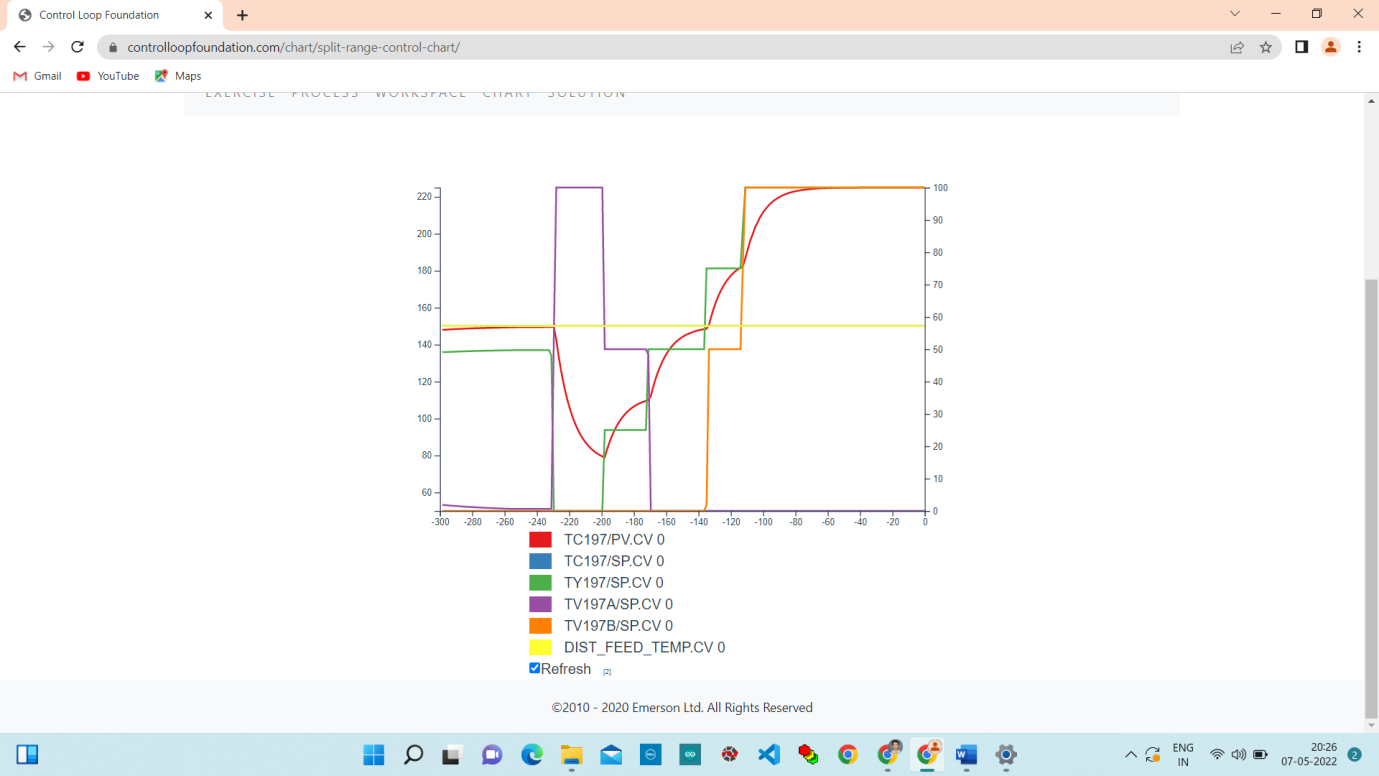 Control Loop Foundation
controlloopfoundation.com/chart/split-range-control-chart/
Gmail YouTube Maps
EXERCISE PROCESS WORKSPACE CHART SOLUTION
220
200
180
160
140
120
100
80
60
100
90
80
70
60
50
40
30
20
10
0
-300 -280 -260 -240 -220 -200 -180 -160 -140 -120 -100 -80 -60 -40 -20 0
TC197/PV.CV 0
TC197/SP.CV 0
TY197/SP.CV 0
TV197A/SP.CV 0
TV197B/SP.CV 0
DIST_FEED_TEMP.CV 0
Refresh [2]
©2010 - 2020 Emerson Ltd. All Rights Reserved
ENG
IN
20:26
07-05-2022
2